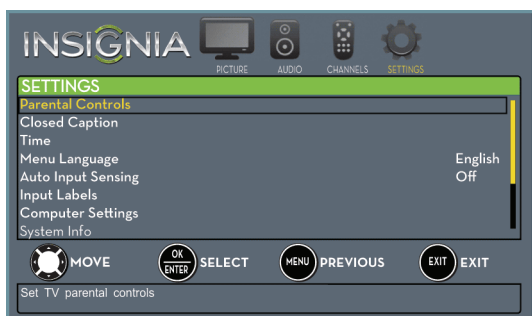 INSIGNIA
PICTURE AUDIO CHANNELS SETTINGS
SETTINGS
Parental Controls
Closed Caption
Time
Menu Language English
Auto Input Sensing Off
Input Labels
Computer Settings
System Info
MOVE OK ENTER SELECT MENU PREVIOUS EXIT EXIT
Set TV parental controls